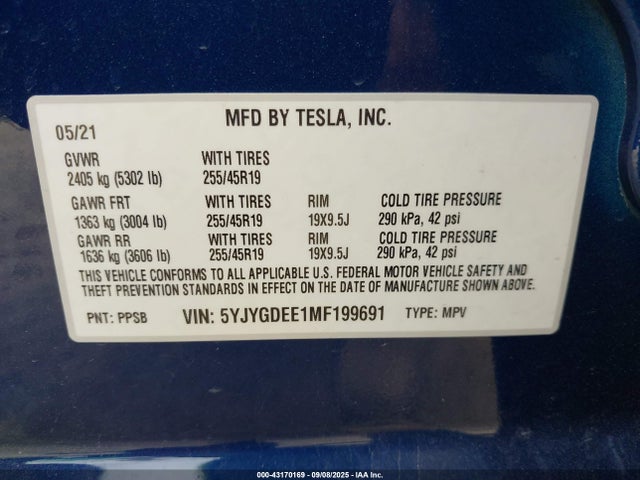 MFD BY TESLA, INC.
05/21
GVWR WITH TIRES
2405 kg (5302 lb) 255/45R19
GAWR FRT WITH TIRES RIM COLD TIRE PRESSURE
1363 kg (3004 lb) 255/45R19 19X9.5J 290 kPa, 42 psi
GAWR RR WITH TIRES RIM COLD TIRE PRESSURE
1636 kg (3606 lb) 255/45R19 19X9.5J 290 kPa, 42 psi
THIS VEHICLE CONFORMS TO ALL APPLICABLE U.S. FEDERAL MOTOR VEHICLE SAFETY AND
THEFT PREVENTION STANDARDS IN EFFECT ON THE DATE OF MANUFACTURE SHOWN ABOVE.
PNT: PPSB VIN: 5YJYGDEE1MF199691 TYPE: MPV
000-43170169 - 09/08/2025 - IAA Inc.